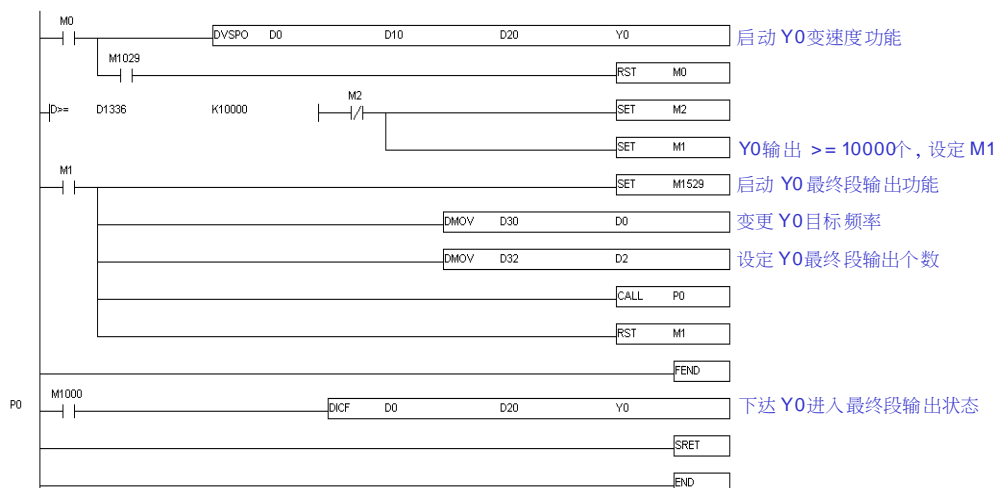 M0
DVSPO D0 D10 D20 Y0 启动 Y0变速度功能
M1029
RST M0
M2
D>= D1336 K10000 SET M2
SET M1 Y0输出 >= 10000个, 设定 M1
M1
SET M1529 启动 Y0 最终段输出功能
DMOV D30 D0 变更 Y0目标频率
DMOV D32 D2 设定 Y0最终段输出个数
CALL P0
RST M1
FEND
M1000
P0 DICF D0 D20 Y0 下达 Y0进入最终段输出状态
SRET
END